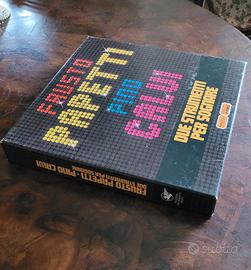 FAUSTO
PAPETTI
PINO
CALVI
DUE STRUMENTI
PER SOGNARE
FAUSTO PAPETTI - PINO CALVI
DUE STRUMENTI PER SOGNARE
subito